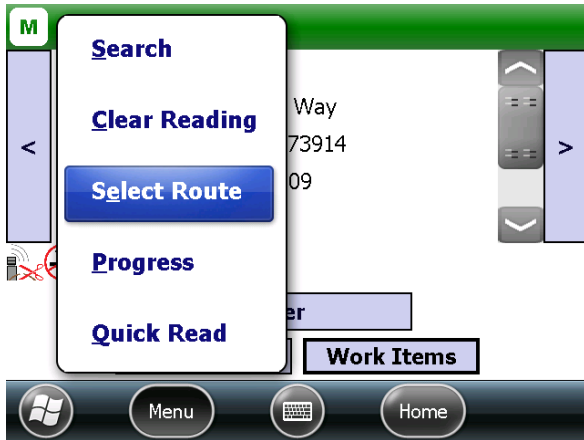 M
Search
Clear Reading
Select Route
Progress
Quick Read
Way
73914
09
<
>
er
Work Items
Menu
Home